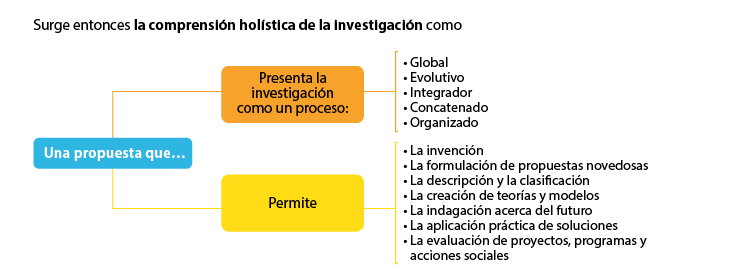 Surge entonces la comprensión holística de la investigación como
Una propuesta que...
Presenta la
investigación
como un proceso:
• Global
• Evolutivo
• Integrador
• Concatenado
• Organizado
Permite
• La invención
• La formulación de propuestas novedosas
• La descripción y la clasificación
• La creación de teorías y modelos
• La indagación acerca del futuro
• La aplicación práctica de soluciones
• La evaluación de proyectos, programas y
acciones sociales